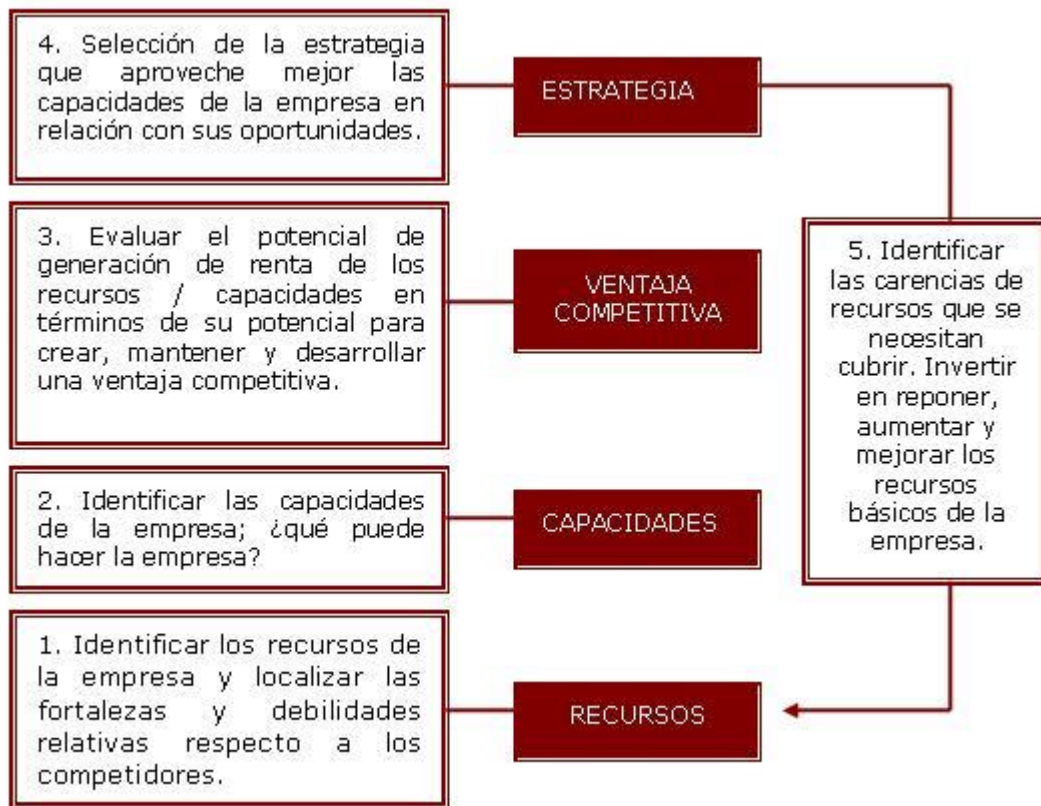 4. Selección de la estrategia
que aproveche mejor las
capacidades de la empresa en
relación con sus oportunidades.
ESTRATEGIA
3. Evaluar el potencial de
generación de renta de los
recursos / capacidades en
términos de su potencial para
crear, mantener y desarrollar
una ventaja competitiva.
VENTAJA
COMPETITIVA
5. Identificar
las carencias de
recursos que se
necesitan
cubrir. Invertir
en reponer,
aumentar y
mejorar los
recursos
básicos de la
empresa.
2. Identificar las capacidades
de la empresa; ¿qué puede
hacer la empresa?
CAPACIDADES
1. Identificar los recursos de
la empresa y localizar las
fortalezas y debilidades
relativas respecto a los
competidores.
RECURSOS